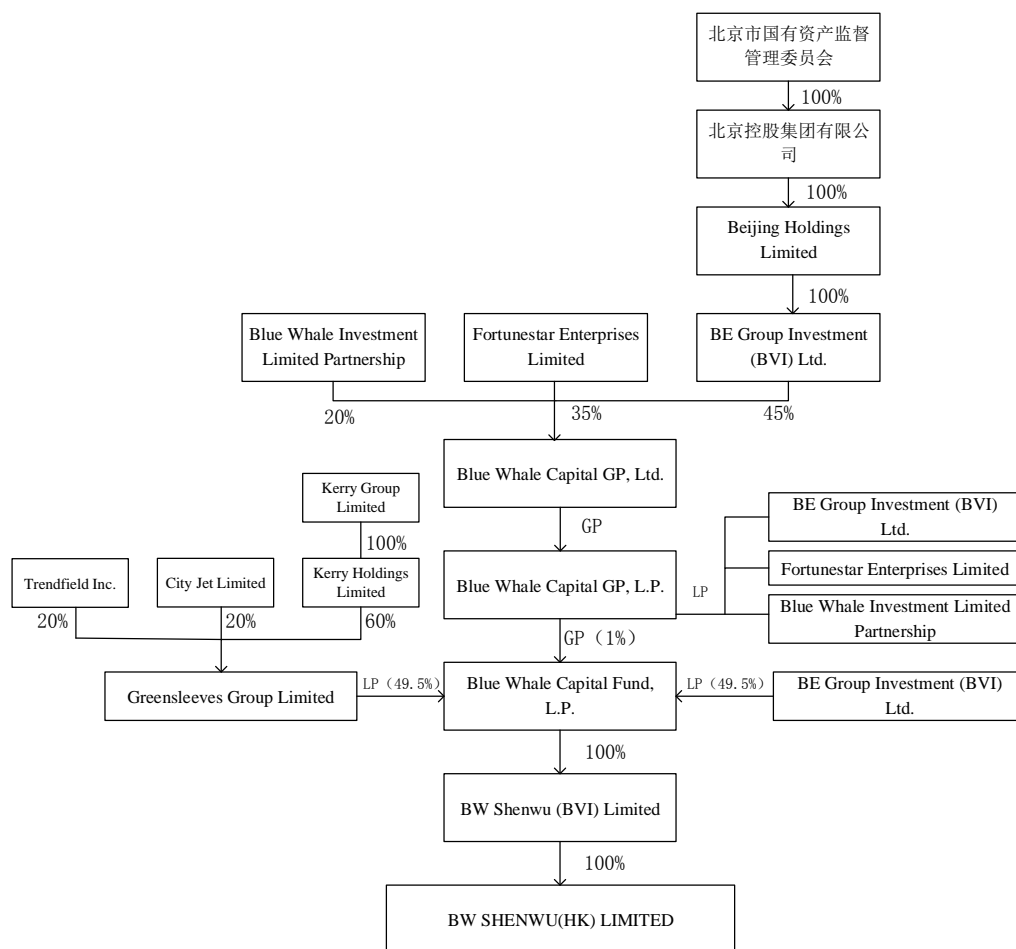 北京市国有资产监督
管理委员会
100%
北京控股集团有限公
司
100%
Beijing Holdings
Limited
100%
Blue Whale Investment
Limited Partnership
Fortunestar Enterprises
Limited
BE Group Investment
(BVI) Ltd.
20%
35%
45%
Blue Whale Capital GP, Ltd.
Kerry Group
Limited
GP
BE Group Investment (BVI)
Ltd.
100%
Trendfield Inc.
City Jet Limited
Kerry Holdings
Limited
Blue Whale Capital GP, L.P.
LP
Fortunestar Enterprises Limited
Blue Whale Investment Limited
Partnership
20%
20%
60%
GP（1%）
Greensleeves Group Limited
LP（49.5%）
Blue Whale Capital Fund,
L.P.
LP（49.5%）
BE Group Investment (BVI)
Ltd.
100%
BW Shenwu (BVI) Limited
100%
BW SHENWU(HK) LIMITED